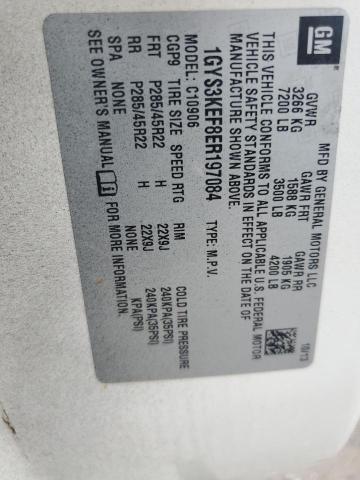 GM
MFD BY GENERAL MOTORS LLC
GVWR GAWR FRT GAWR RR
3266 KG 1588 KG 1905 KG
7200 LB 3500 LB 4200 LB
THIS VEHICLE CONFORMS TO ALL APPLICABLE U.S. FEDERAL MOTOR
VEHICLE SAFETY STANDARDS IN EFFECT ON THE DATE OF
MANUFACTURE SHOWN ABOVE.
10/13
1GYS3KEF8ER197084 TYPE: M.P.V.
C10906
CGP9 TIRE SIZE SPEED RTG RIM COLD TIRE PRESSURE
FRT P285/45R22 H 22X9J 240KPA(35PSI)
RR P285/45R22 H 22X9J 240KPA(35PSI)
SPA NONE NONE KPA(PSI)
SEE OWNER'S MANUAL FOR MORE INFORMATION